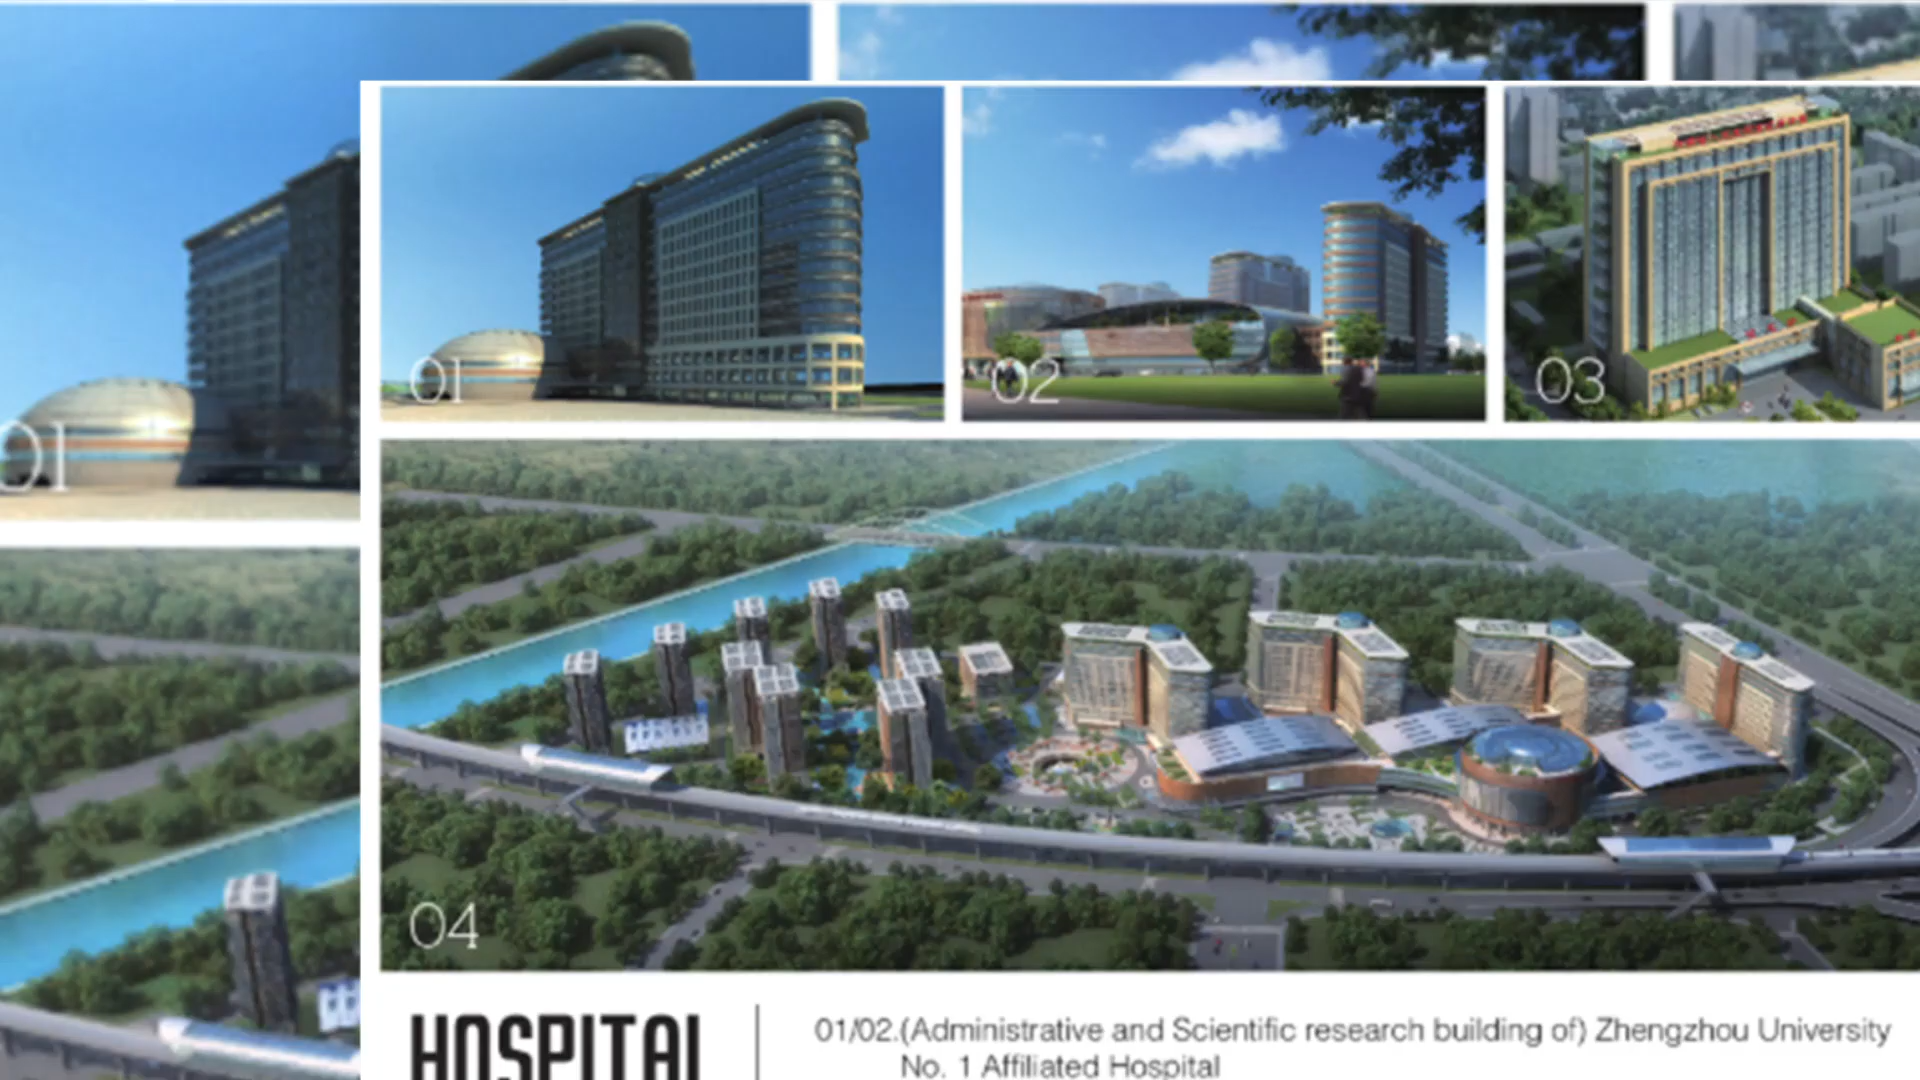 01
02
03
01
04
HOSPITAL
01/02.(Administrative and Scientific research building of) Zhengzhou University
No. 1 Affiliated Hospital